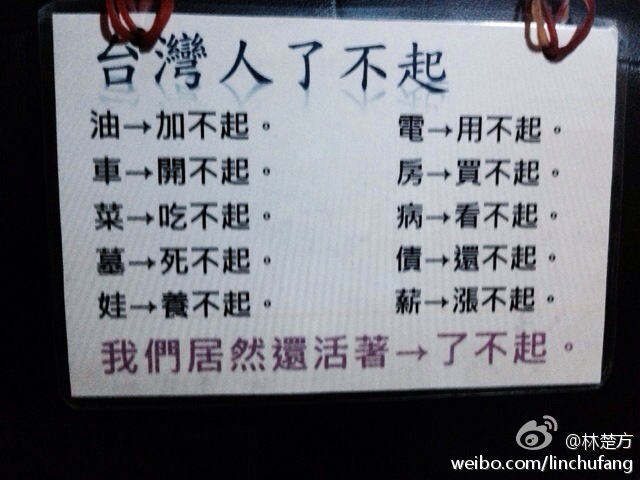 台灣人了不起
油→加不起。
車→開不起。
菜→吃不起。
墓→死不起。
娃→養不起。
電→用不起。
房→買不起。
病→看不起。
債→還不起。
薪→漲不起。
我們居然還活著→了不起。
@林楚方
weibo.com/linchufang